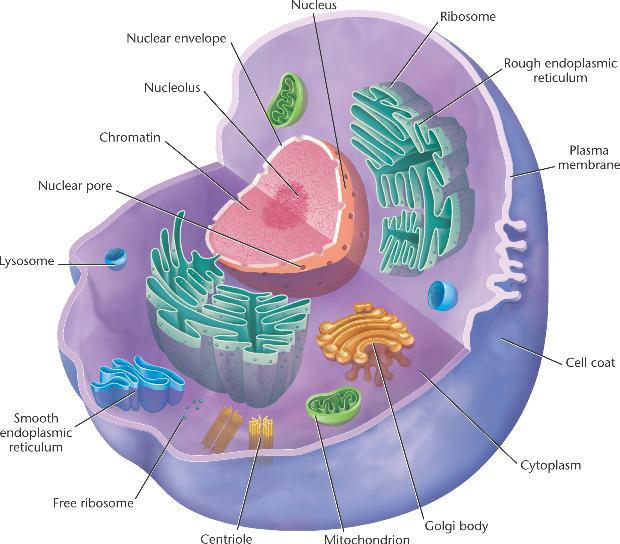 Nucleus
Ribosome
Nuclear envelope
Rough endoplasmic
reticulum
Nucleolus
Chromatin
Plasma
membrane
Nuclear pore
Lysosome
Cell coat
Smooth
endoplasmic
reticulum
Cytoplasm
Free ribosome
Golgi body
Centriole
Mitochondrion